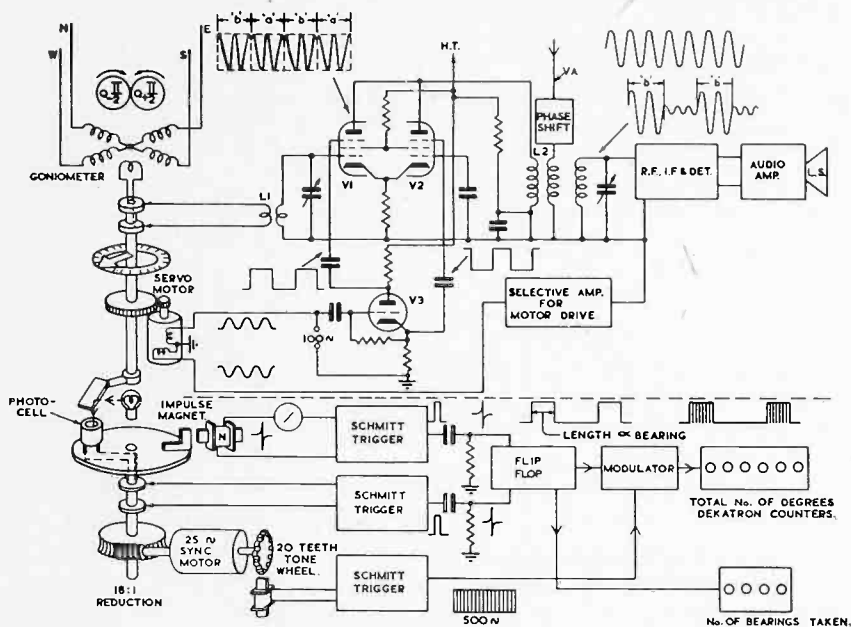 'b' 'a' 'b' 'a'
N
W
E
S
GONIOMETER
H.T.
VA
PHASE SHIFT
'b' 'b'
L1
V1
V2
L2
R.F., I.F & DET.
AUDIO AMP.
L.S.
SERVO MOTOR
V3
100~
SELECTIVE AMP. FOR MOTOR DRIVE
PHOTO-CELL
IMPULSE MAGNET
N
SCHMITT TRIGGER
LENGTH ∝ BEARING
FLIP FLOP
MODULATOR
TOTAL No. OF DEGREES
DEKATRON COUNTERS.
SCHMITT TRIGGER
25 ~ SYNC MOTOR
20 TEETH TONE WHEEL.
SCHMITT TRIGGER
500~
16:1 REDUCTION
No. OF BEARINGS TAKEN.